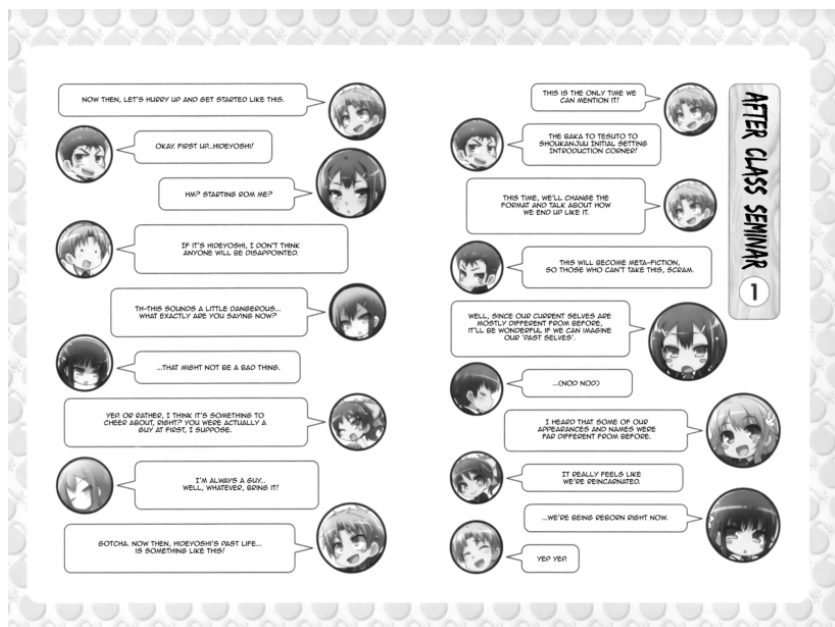 AFTER CLASS SEMINAR 1
THIS IS THE ONLY TIME WE
CAN MENTION IT!
THE BAKA TO TESUTO TO
SHOUKANJUU INITIAL SETTING
INTRODUCTION CORNER!
THIS TIME, WE'LL CHANGE THE
FORMAT AND TALK ABOUT HOW
WE END UP LIKE IT.
THIS WILL BECOME META-FICTION,
SO THOSE WHO CAN'T TAKE THIS, SCRAM.
WELL, SINCE OUR CURRENT SELVES ARE
MOSTLY DIFFERENT FROM BEFORE,
IT'LL BE WONDERFUL IF WE CAN IMAGINE
OUR 'PAST SELVES'.
...(NOD NOD)
I HEARD THAT SOME OF OUR
APPEARANCES AND NAMES WERE
FAR DIFFERENT FROM BEFORE.
IT REALLY FEELS LIKE
WE'RE REINCARNATED.
...WE'RE BEING REBORN RIGHT NOW.
YEP YEP.
NOW THEN, LET'S HURRY UP AND GET STARTED LIKE THIS.
OKAY. FIRST UP...HIDEYOSHI!
HM? STARTING ROM ME?
IF IT'S HIDEYOSHI, I DON'T THINK
ANYONE WILL BE DISAPPOINTED.
TH-THIS SOUNDS A LITTLE DANGEROUS...
WHAT EXACTLY ARE YOU SAYING NOW?
...THAT MIGHT NOT BE A BAD THING.
YEP. OR RATHER, I THINK IT'S SOMETHING TO
CHEER ABOUT, RIGHT? YOU WERE ACTUALLY A
GUY AT FIRST, I SUPPOSE.
I'M ALWAYS A GUY...
WELL, WHATEVER, BRING IT!
GOTCHA. NOW THEN, HIDEYOSHI'S PAST LIFE...
IS SOMETHING LIKE THIS!